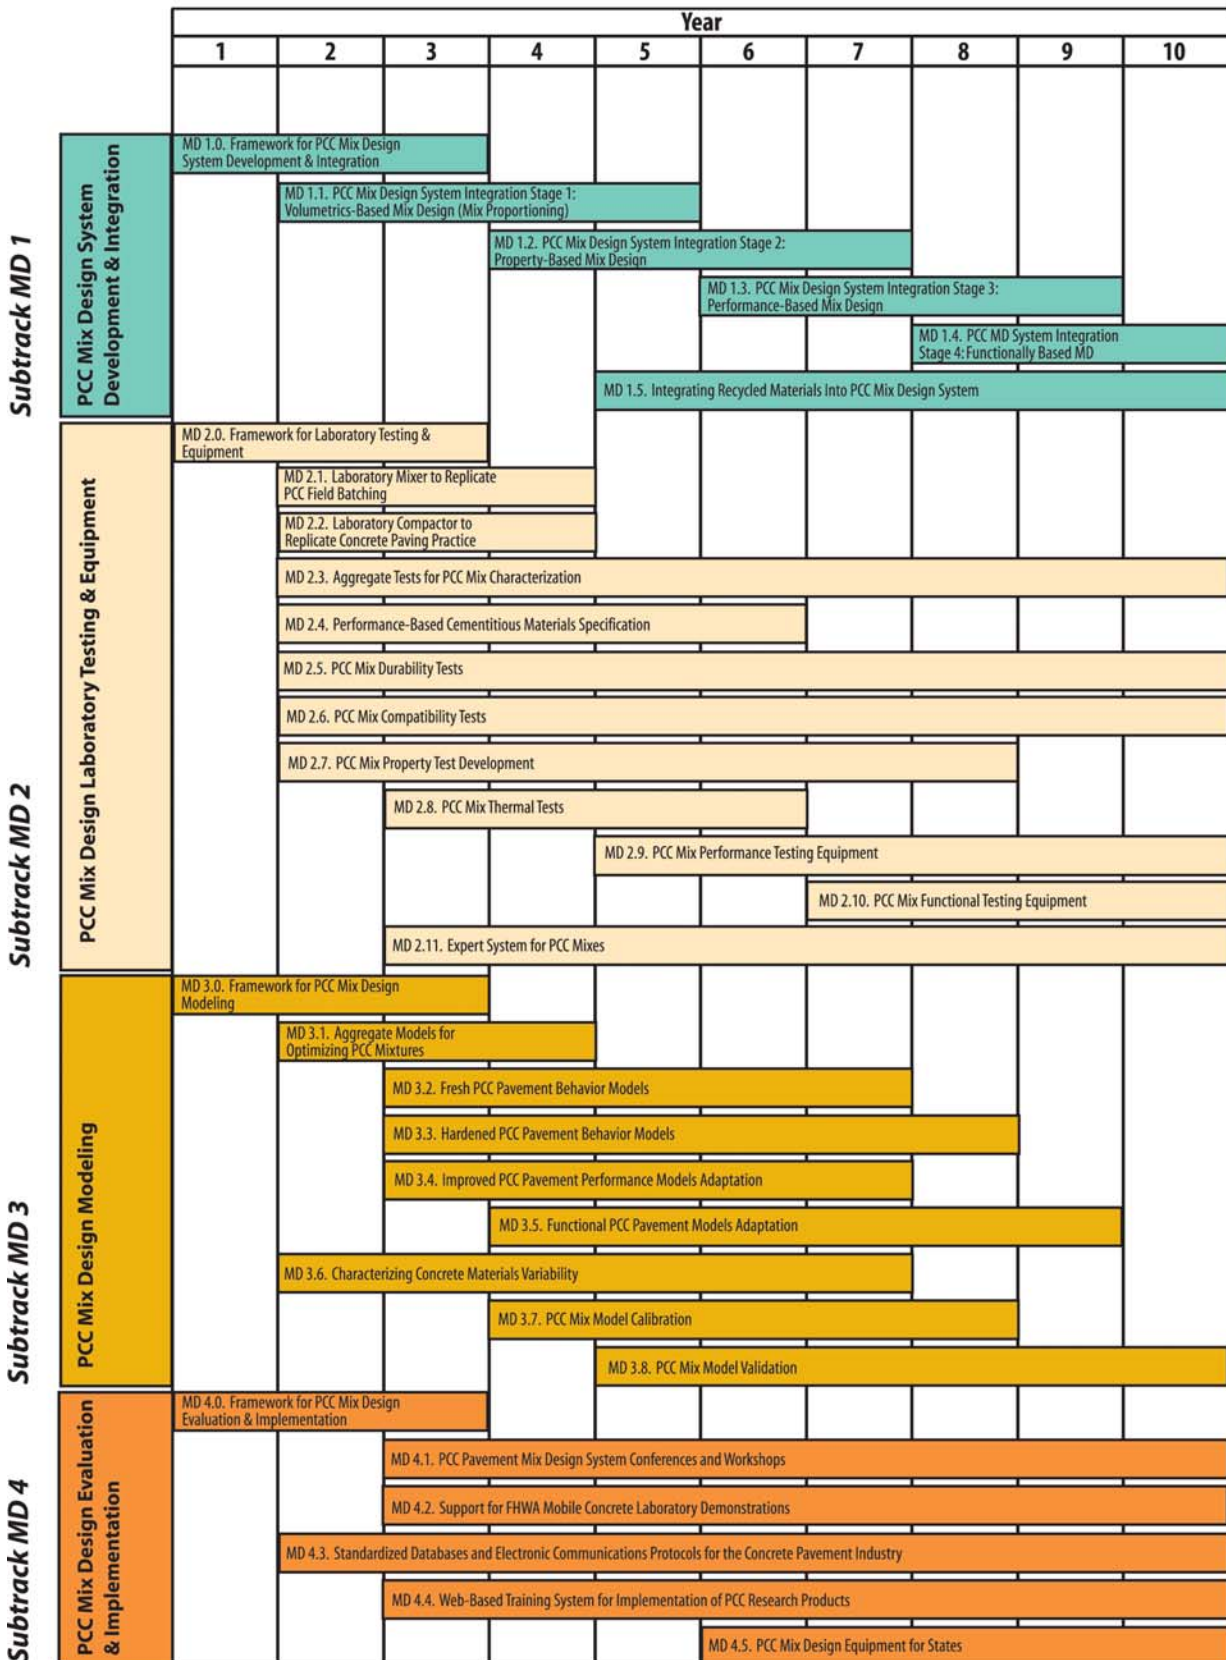 Year
1 2 3 4 5 6 7 8 9 10
Subtrack MD 1
PCC Mix Design System
Development & Integration
MD 1.0. Framework for PCC Mix Design
System Development & Integration
MD 1.1. PCC Mix Design System Integration Stage 1:
Volumetrics-Based Mix Design (Mix Proportioning)
MD 1.2. PCC Mix Design System Integration Stage 2:
Property-Based Mix Design
MD 1.3. PCC Mix Design System Integration Stage 3:
Performance-Based Mix Design
MD 1.4. PCC MD System Integration
Stage 4: Functionally Based MD
MD 1.5. Integrating Recycled Materials Into PCC Mix Design System
Subtrack MD 2
PCC Mix Design Laboratory Testing & Equipment
MD 2.0. Framework for Laboratory Testing &
Equipment
MD 2.1. Laboratory Mixer to Replicate
PCC Field Batching
MD 2.2. Laboratory Compactor to
Replicate Concrete Paving Practice
MD 2.3. Aggregate Tests for PCC Mix Characterization
MD 2.4. Performance-Based Cementitious Materials Specification
MD 2.5. PCC Mix Durability Tests
MD 2.6. PCC Mix Compatibility Tests
MD 2.7. PCC Mix Property Test Development
MD 2.8. PCC Mix Thermal Tests
MD 2.9. PCC Mix Performance Testing Equipment
MD 2.10. PCC Mix Functional Testing Equipment
MD 2.11. Expert System for PCC Mixes
Subtrack MD 3
PCC Mix Design Modeling
MD 3.0. Framework for PCC Mix Design
Modeling
MD 3.1. Aggregate Models for
Optimizing PCC Mixtures
MD 3.2. Fresh PCC Pavement Behavior Models
MD 3.3. Hardened PCC Pavement Behavior Models
MD 3.4. Improved PCC Pavement Performance Models Adaptation
MD 3.5. Functional PCC Pavement Models Adaptation
MD 3.6. Characterizing Concrete Materials Variability
MD 3.7. PCC Mix Model Calibration
MD 3.8. PCC Mix Model Validation
Subtrack MD 4
PCC Mix Design Evaluation
& Implementation
MD 4.0. Framework for PCC Mix Design
Evaluation & Implementation
MD 4.1. PCC Pavement Mix Design System Conferences and Workshops
MD 4.2. Support for FHWA Mobile Concrete Laboratory Demonstrations
MD 4.3. Standardized Databases and Electronic Communications Protocols for the Concrete Pavement Industry
MD 4.4. Web-Based Training System for Implementation of PCC Research Products
MD 4.5. PCC Mix Design Equipment for States